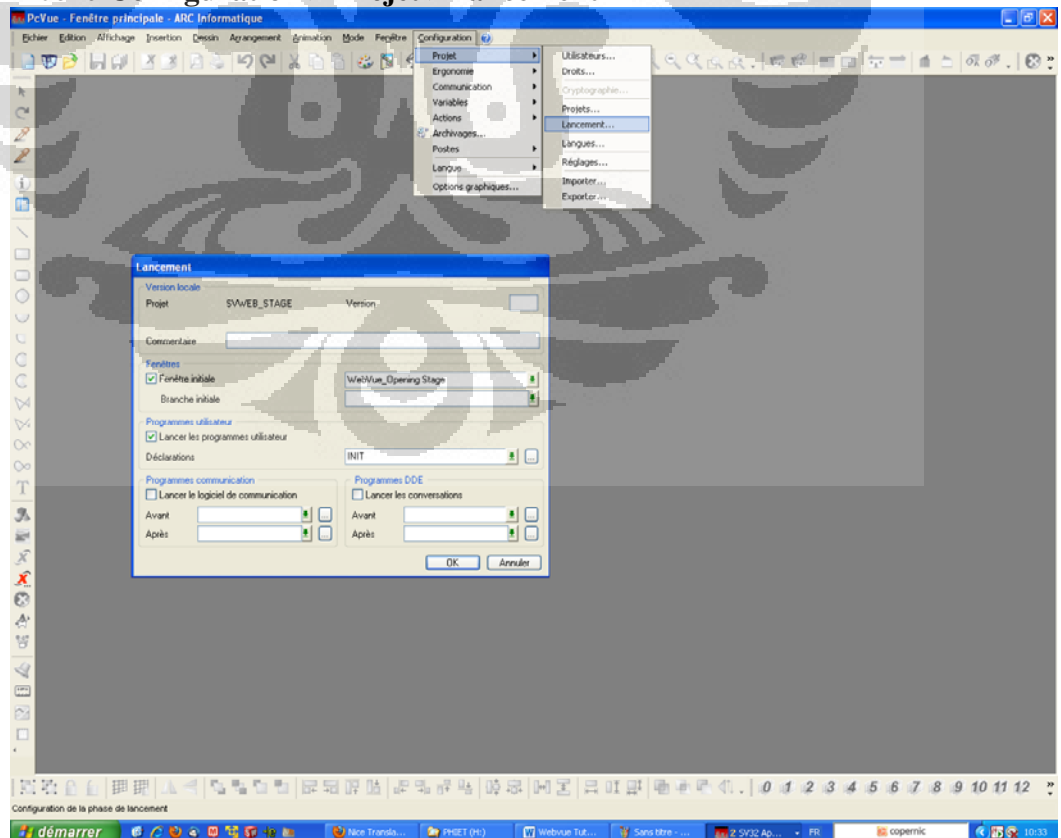 PcVue - Fenêtre principale - ARC Informatique
Fichier Edition Affichage Insertion Dessin Agrangement Animation Mode Fenêtre Configuration
Projet
Ergonomie
Communication
Variables
Actions
Archivages...
Postes
Langue
Options graphiques...
Utilisateurs...
Droits...
Cryptographie...
Projets...
Lancement...
Langues...
Réglages...
Importer...
Exporter...
Lancement
Version locale
Projet SVWEB_STAGE Version
Commentaire
Fenêtres
Fenêtre initiale WebVue_Opening Stage
Branche initiale
Programmes utilisateur
Lancer les programmes utilisateur
Déclarations INIT
Programmes communication Programmes DDE
Lancer le logiciel de communication Lancer les conversations
Avant Avant
Après Après
OK Annuler
T
0 1 2 3 4 5 6 7 8 9 10 11 12
Configuration de la phase de lancement
démarrer Nice Transla... PHIET (H:) Webvue Tut... Sans titre - ... 2 SV32 Ap... FR copernic 10:33